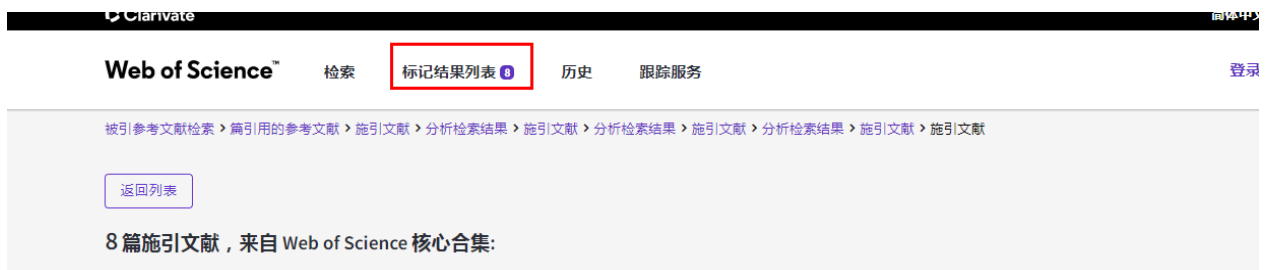 Clarivate
简体中文
Web of Science™ 检索 标记结果列表 8 历史 跟踪服务 登录
被引参考文献检索 > 篇引用的参考文献 > 施引文献 > 分析检索结果 > 施引文献 > 分析检索结果 > 施引文献 > 分析检索结果 > 施引文献 > 施引文献
返回列表
8 篇施引文献，来自 Web of Science 核心合集: